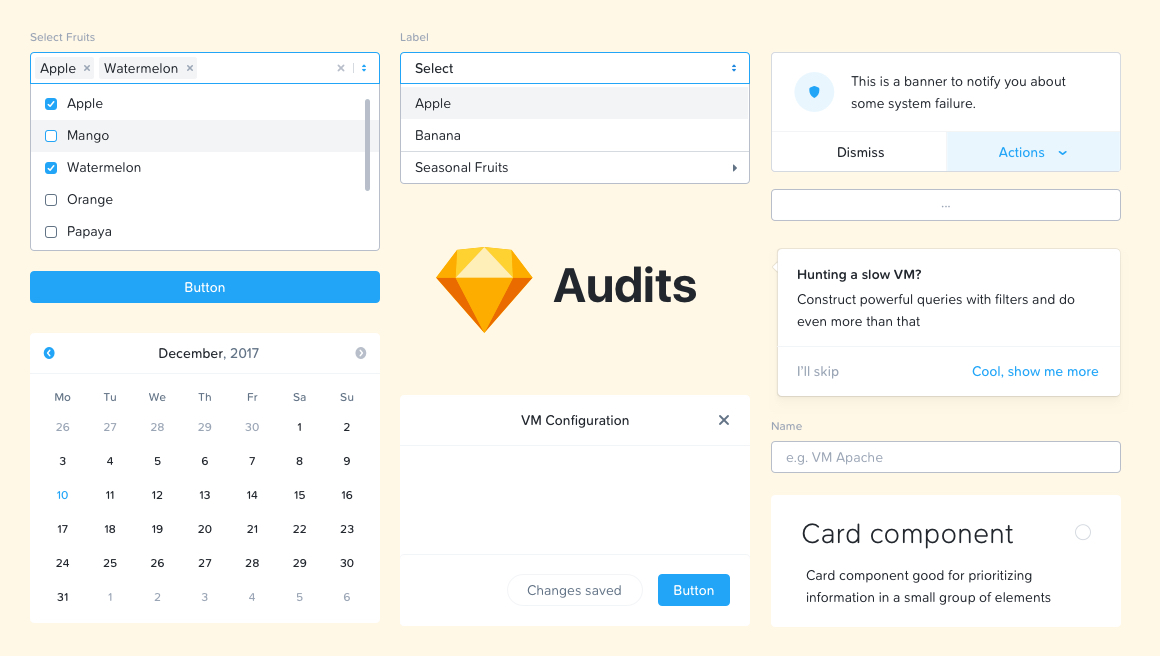 Select Fruits
Apple × Watermelon ×
Apple
Mango
Watermelon
Orange
Papaya
Button
December, 2017
Mo Tu We Th Fr Sa Su
26 27 28 29 30 1 2
3 4 5 6 7 8 9
10 11 12 13 14 15 16
17 18 19 20 21 22 23
24 25 26 27 28 29 30
31 1 2 3 4 5 6
Label
Select
Apple
Banana
Seasonal Fruits
Audits
VM Configuration
Changes saved
Button
This is a banner to notify you about
some system failure.
Dismiss
Actions
...
Hunting a slow VM?
Construct powerful queries with filters and do
even more than that
I'll skip
Cool, show me more
Name
e.g. VM Apache
Card component
Card component good for prioritizing
information in a small group of elements